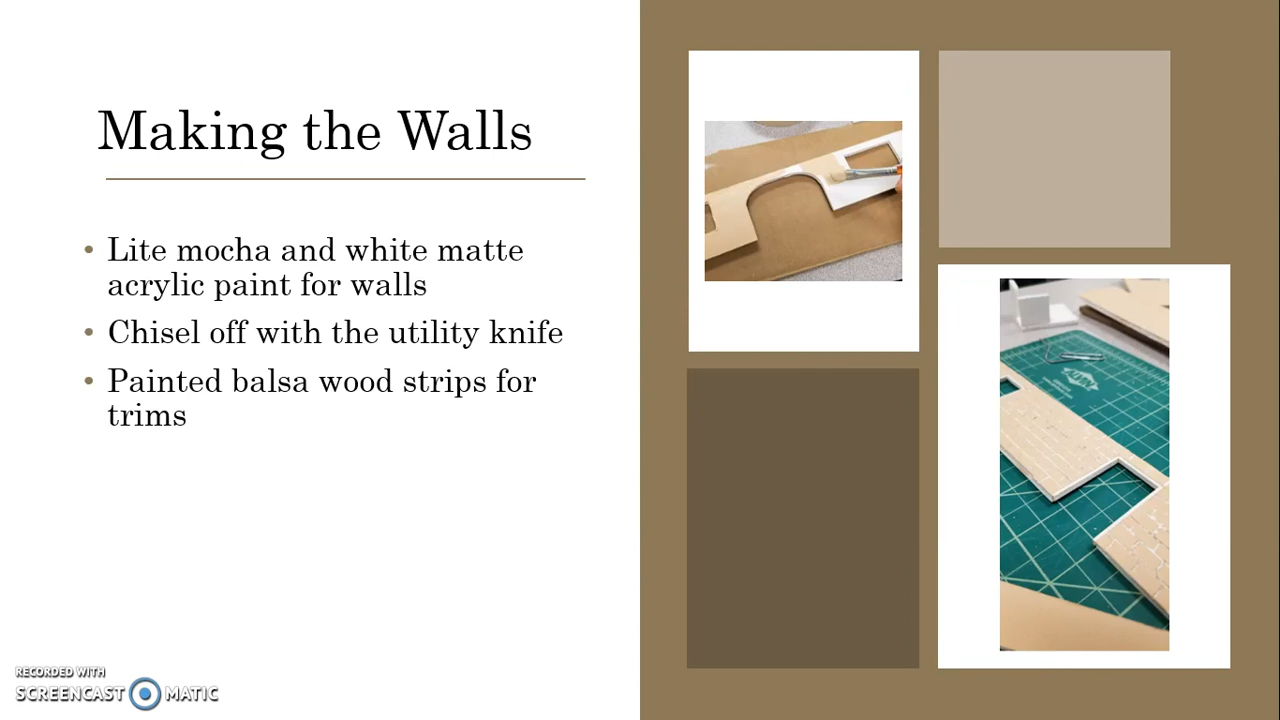 Making the Walls
• Lite mocha and white matte
acrylic paint for walls
• Chisel off with the utility knife
• Painted balsa wood strips for
trims
RECORDED WITH
SCREENCAST MATIC